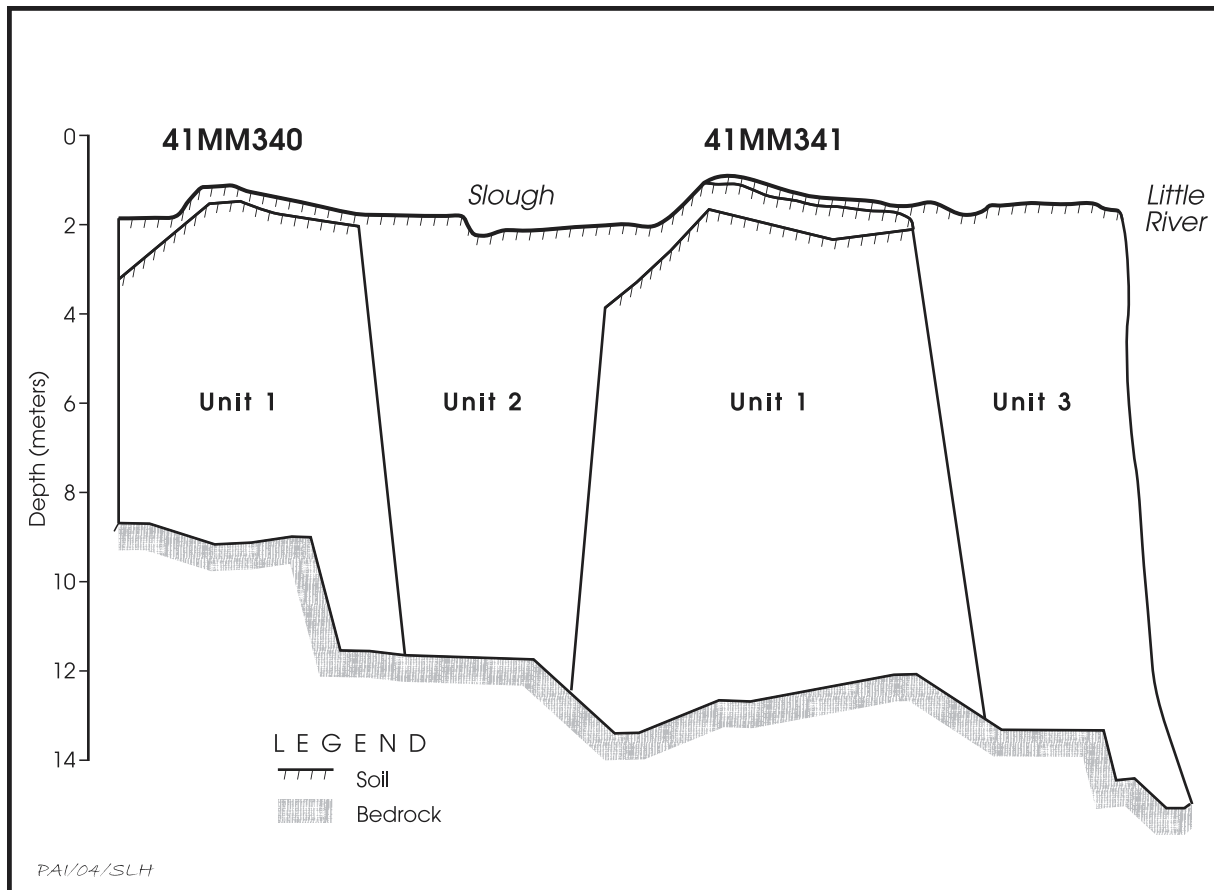 41MM340
41MM341
Slough
Little
River
Depth (meters)
0
2
4
6
8
10
12
14
Unit 1
Unit 2
Unit 1
Unit 3
LEGEND
Soil
Bedrock
PAI/04/SLH